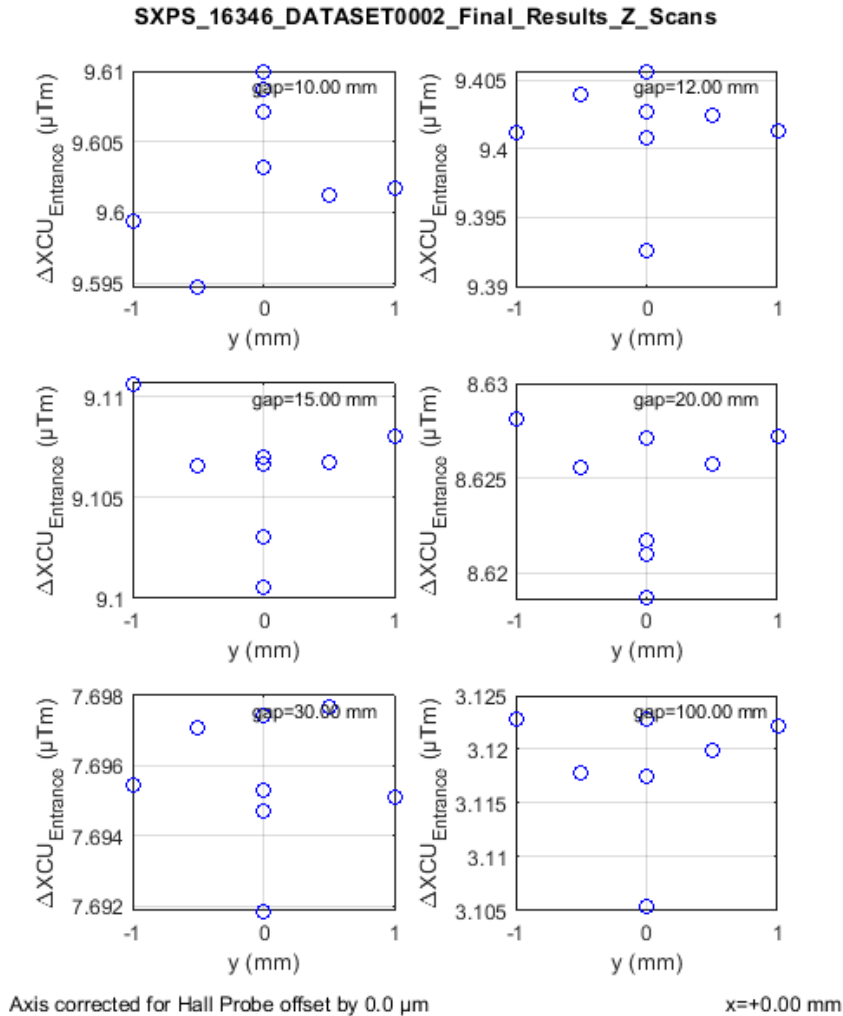 SXPS_16346_DATASET0002_Final_Results_Z_Scans
9.61
9.605
9.6
9.595
-1
0
1
gap=10.00 mm
ΔXCU_Entrance (µTm)
y (mm)
9.405
9.4
9.395
9.39
-1
0
1
gap=12.00 mm
ΔXCU_Entrance (µTm)
y (mm)
9.11
9.105
9.1
-1
0
1
gap=15.00 mm
ΔXCU_Entrance (µTm)
y (mm)
8.63
8.625
8.62
-1
0
1
gap=20.00 mm
ΔXCU_Entrance (µTm)
y (mm)
7.698
7.696
7.694
7.692
-1
0
1
gap=30.00 mm
ΔXCU_Entrance (µTm)
y (mm)
3.125
3.12
3.115
3.11
3.105
-1
0
1
gap=100.00 mm
ΔXCU_Entrance (µTm)
y (mm)
Axis corrected for Hall Probe offset by 0.0 µm
x=+0.00 mm